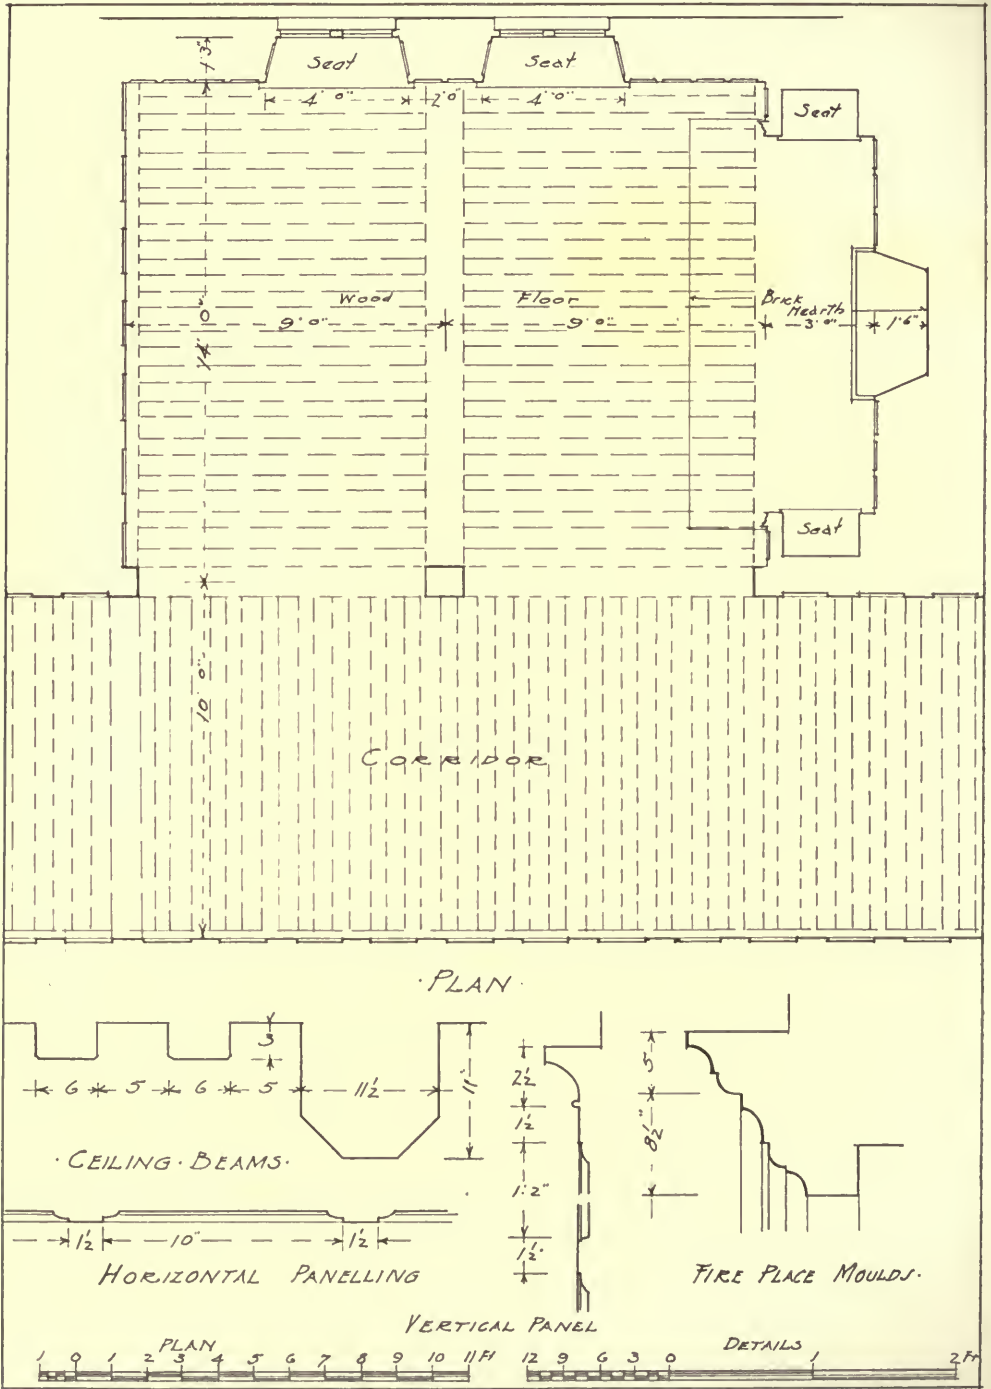 Seat Seat
1'3"
4' 0" 2' 0" 4' 0"
Seat
Wood Floor
Brick
Hearth
9' 0" 9' 0" 3' 0" 1' 6"
14' 0"
Seat
10' 0"
CORRIDOR
·PLAN·
3
6 5 6 5 11½ 11"
·CEILING·BEAMS·
1½ 10" 1½
HORIZONTAL PANELLING
2½
1½
1'2"
1½"
VERTICAL PANEL
5
8½"
FIRE PLACE MOULDS·
PLAN
1 0 1 2 3 4 5 6 7 8 9 10 11 Ft
DETAILS
12 9 6 3 0 1 2 Ft